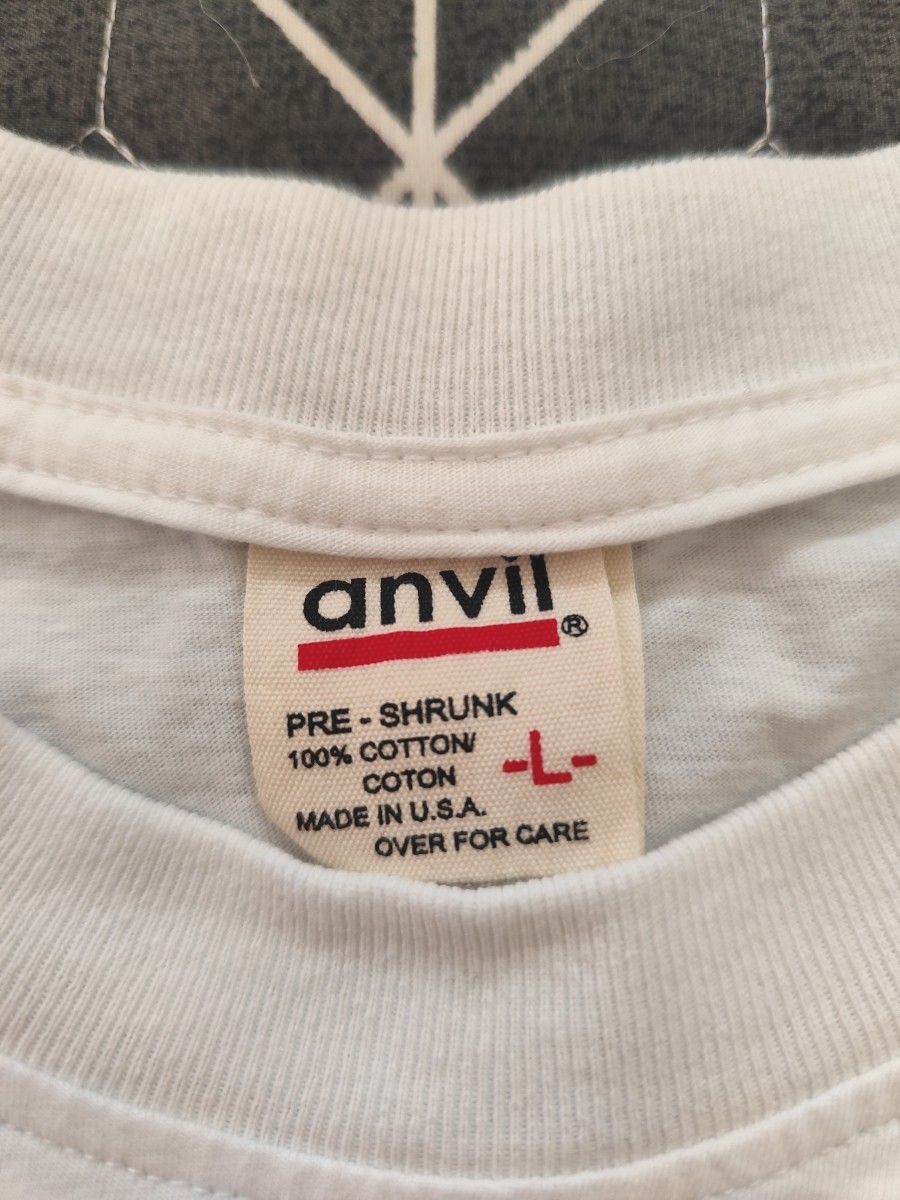 anvil®
PRE - SHRUNK
100% COTTON/
COTON
-L-
MADE IN U.S.A.
OVER FOR CARE